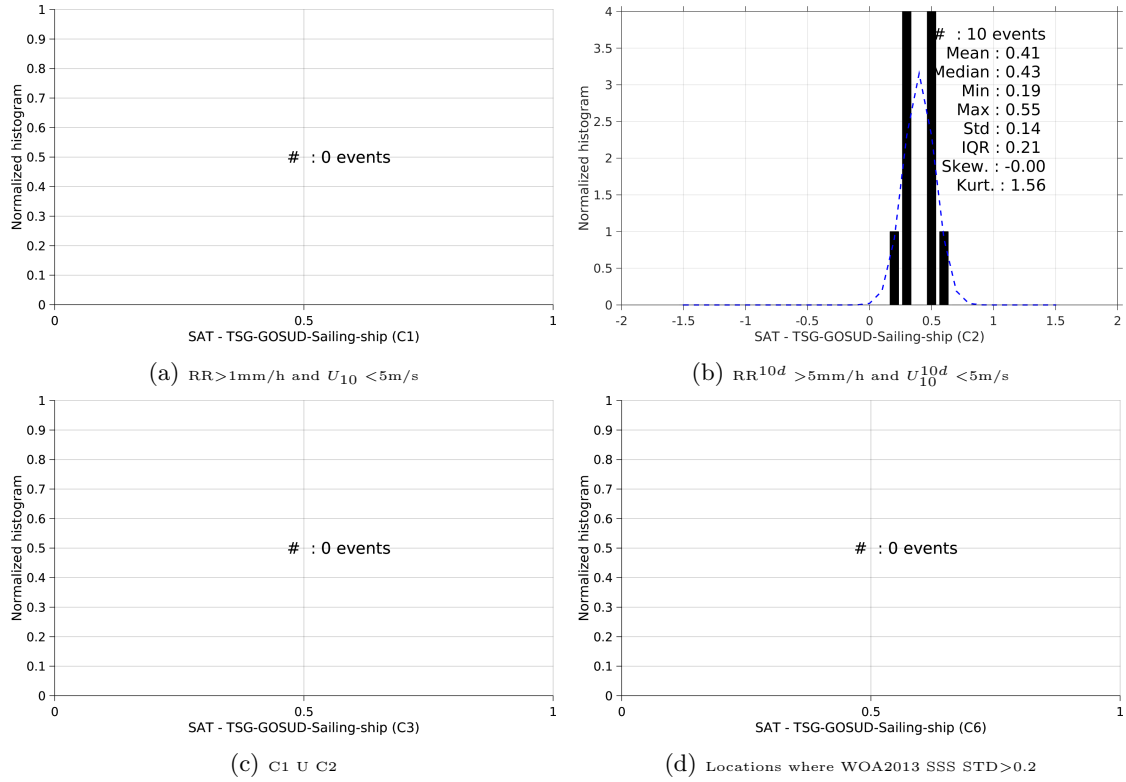 1
0.9
0.8
0.7
0.6
0.5
0.4
0.3
0.2
0.1
0
Normalized histogram
# : 0 events
0 0.5 1
SAT - TSG-GOSUD-Sailing-ship (C1)
(a) RR>1mm/h and U10 <5m/s
4
3.5
3
2.5
2
1.5
1
0.5
0
Normalized histogram
# : 10 events
Mean : 0.41
Median : 0.43
Min : 0.19
Max : 0.55
Std : 0.14
IQR : 0.21
Skew. : -0.00
Kurt. : 1.56
-2 -1.5 -1 -0.5 0 0.5 1 1.5 2
SAT - TSG-GOSUD-Sailing-ship (C2)
(b) RR^10d >5mm/h and U10^10d <5m/s
1
0.9
0.8
0.7
0.6
0.5
0.4
0.3
0.2
0.1
0
Normalized histogram
# : 0 events
0 0.5 1
SAT - TSG-GOSUD-Sailing-ship (C3)
(c) C1 U C2
1
0.9
0.8
0.7
0.6
0.5
0.4
0.3
0.2
0.1
0
Normalized histogram
# : 0 events
0 0.5 1
SAT - TSG-GOSUD-Sailing-ship (C6)
(d) Locations where WOA2013 SSS STD>0.2